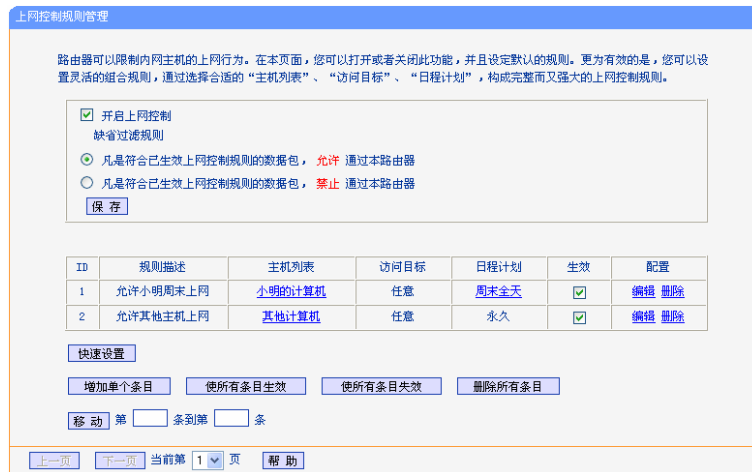 上网控制规则管理
路由器可以限制内网主机的上网行为。在本页面，您可以打开或者关闭此功能，并且设定默认的规则。更为有效的是，您可以设
置灵活的组合规则，通过选择合适的“主机列表”、“访问目标”、“日程计划”，构成完整而又强大的上网控制规则。
开启上网控制
缺省过滤规则
凡是符合已生效上网控制规则的数据包， 允许 通过本路由器
凡是符合已生效上网控制规则的数据包， 禁止 通过本路由器
保 存
ID 规则描述 主机列表 访问目标 日程计划 生效 配置
1 允许小明周末上网 小明的计算机 任意 周末全天 编辑 删除
2 允许其他主机上网 其他计算机 任意 永久 编辑 删除
快速设置
增加单个条目 使所有条目生效 使所有条目失效 删除所有条目
移 动 第 条到第 条
上一页 下一页 当前第 1 页 帮 助